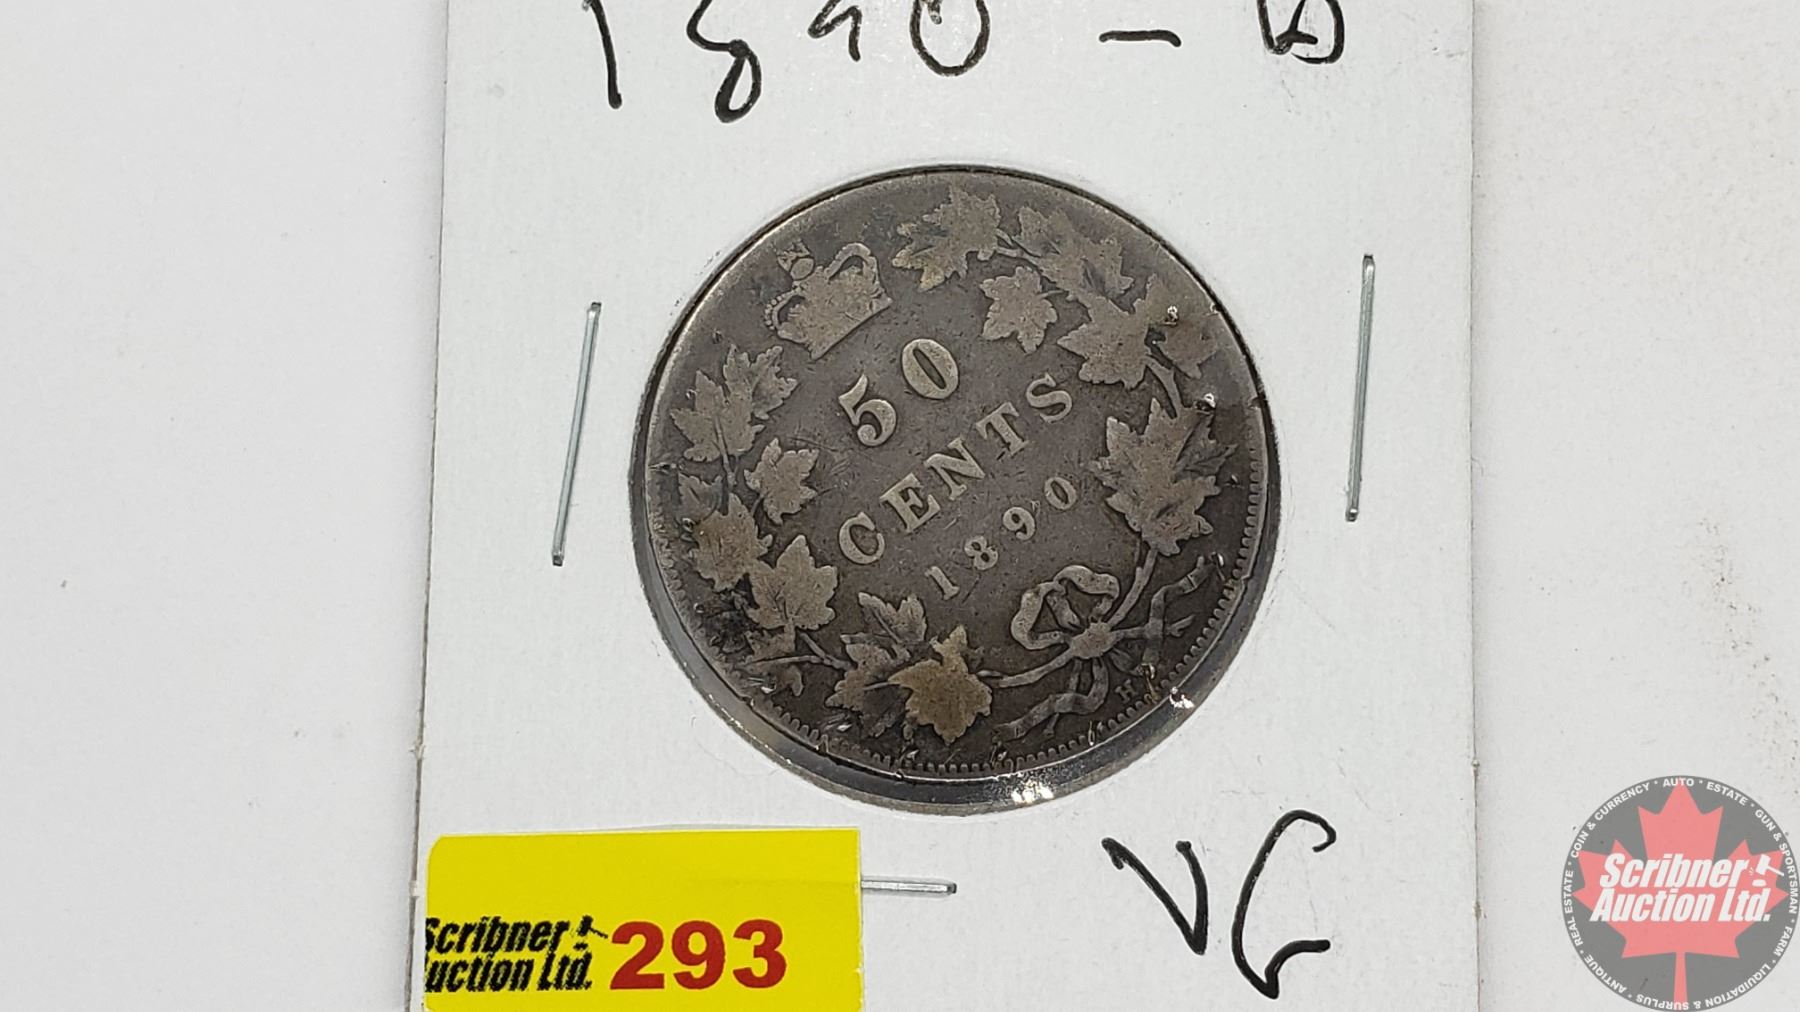 1890 -
50
CENTS
1890
H
VG
Scribner
Auction Ltd.
293
COIN & CURRENCY · AUTO · ESTATE · GUN & SPORTSMAN · FARM · LIQUIDATION & SURPLUS · ANTIQUE · REAL ESTATE ·
Scribner
Auction Ltd.